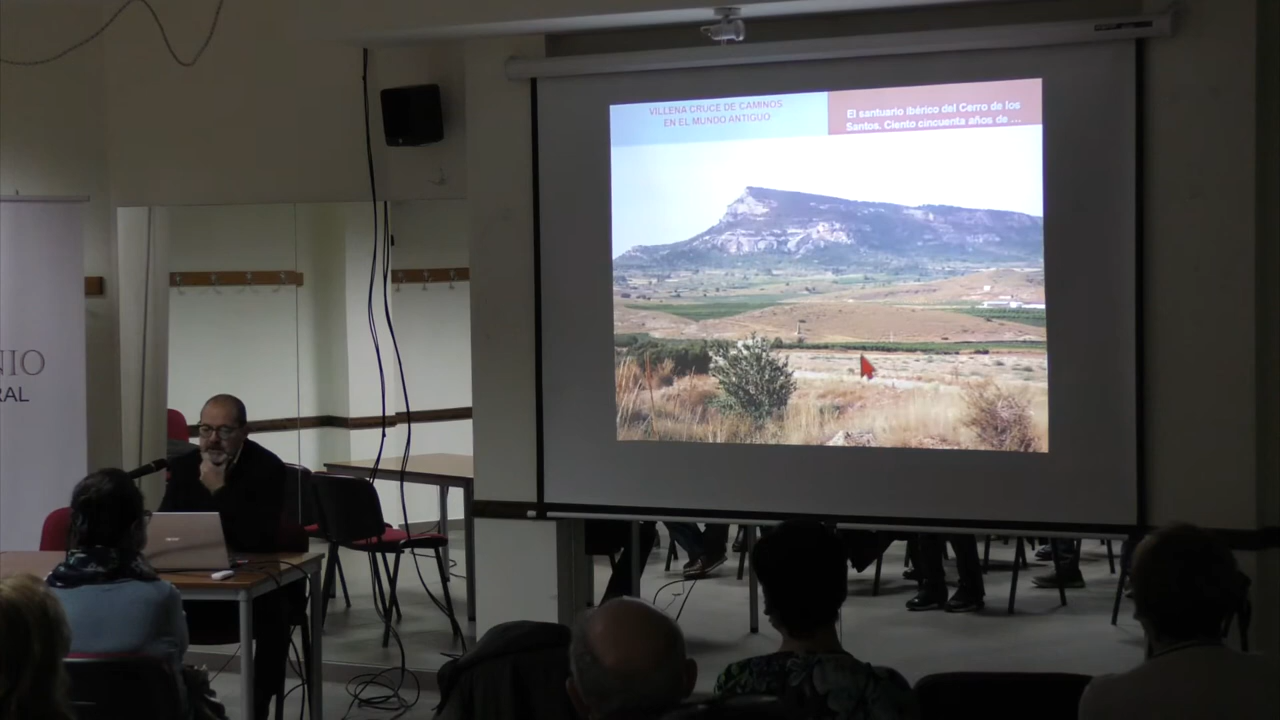 VILLENA CRUCE DE CAMINOS
EN EL MUNDO ANTIGUO
El santuario ibérico del Cerro de los
Santos. Ciento cincuenta años de ...
NIO
RAL